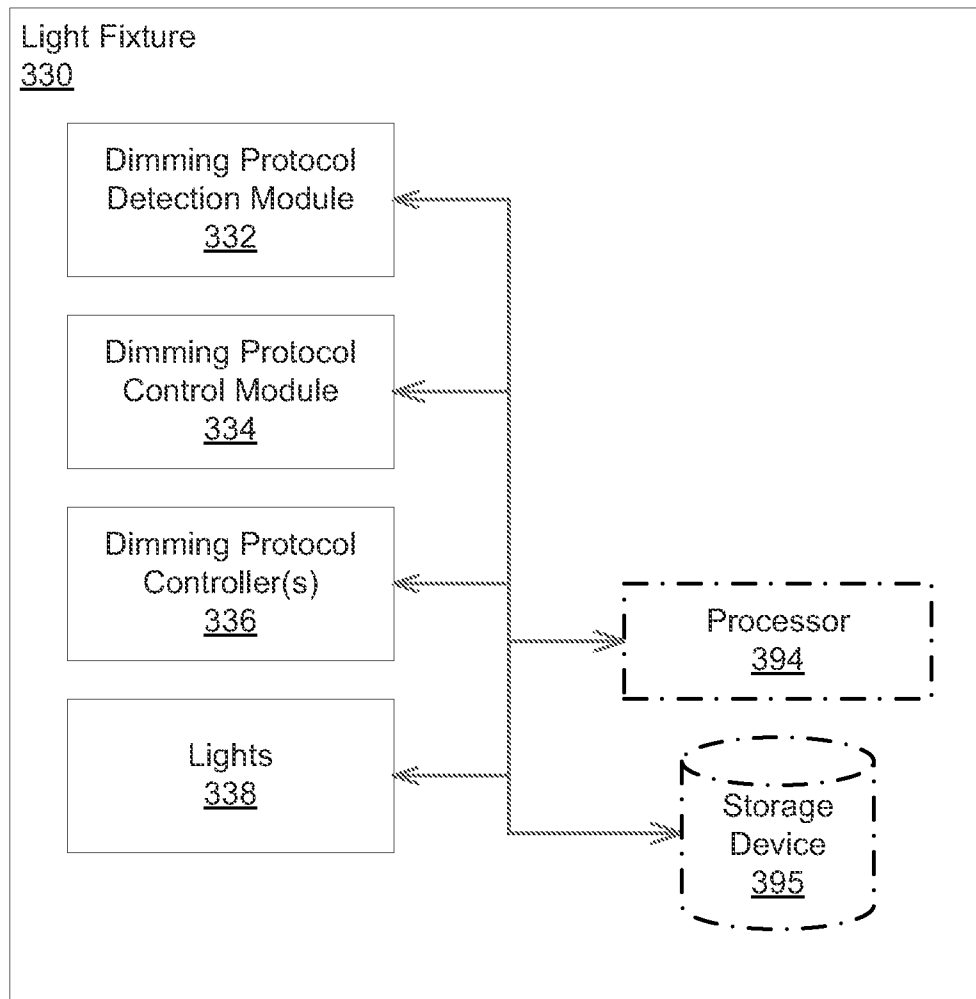 Light Fixture
330
Dimming Protocol
Detection Module
332
Dimming Protocol
Control Module
334
Dimming Protocol
Controller(s)
336
Lights
338
Processor
394
Storage
Device
395